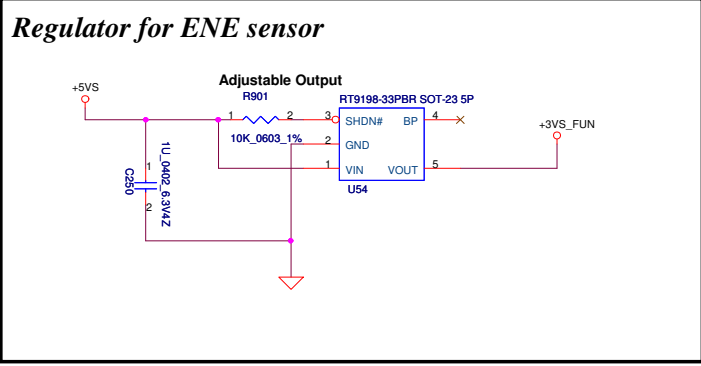 Regulator for ENE sensor
+5VS
Adjustable Output
R901
RT9198-33PBR SOT-23 5P
1
2
3
SHDN#
BP
4
+3VS_FUN
10K_0603_1%
2
GND
1
VIN
VOUT
5
U54
1
C250
1U_0402_6.3V4Z
2